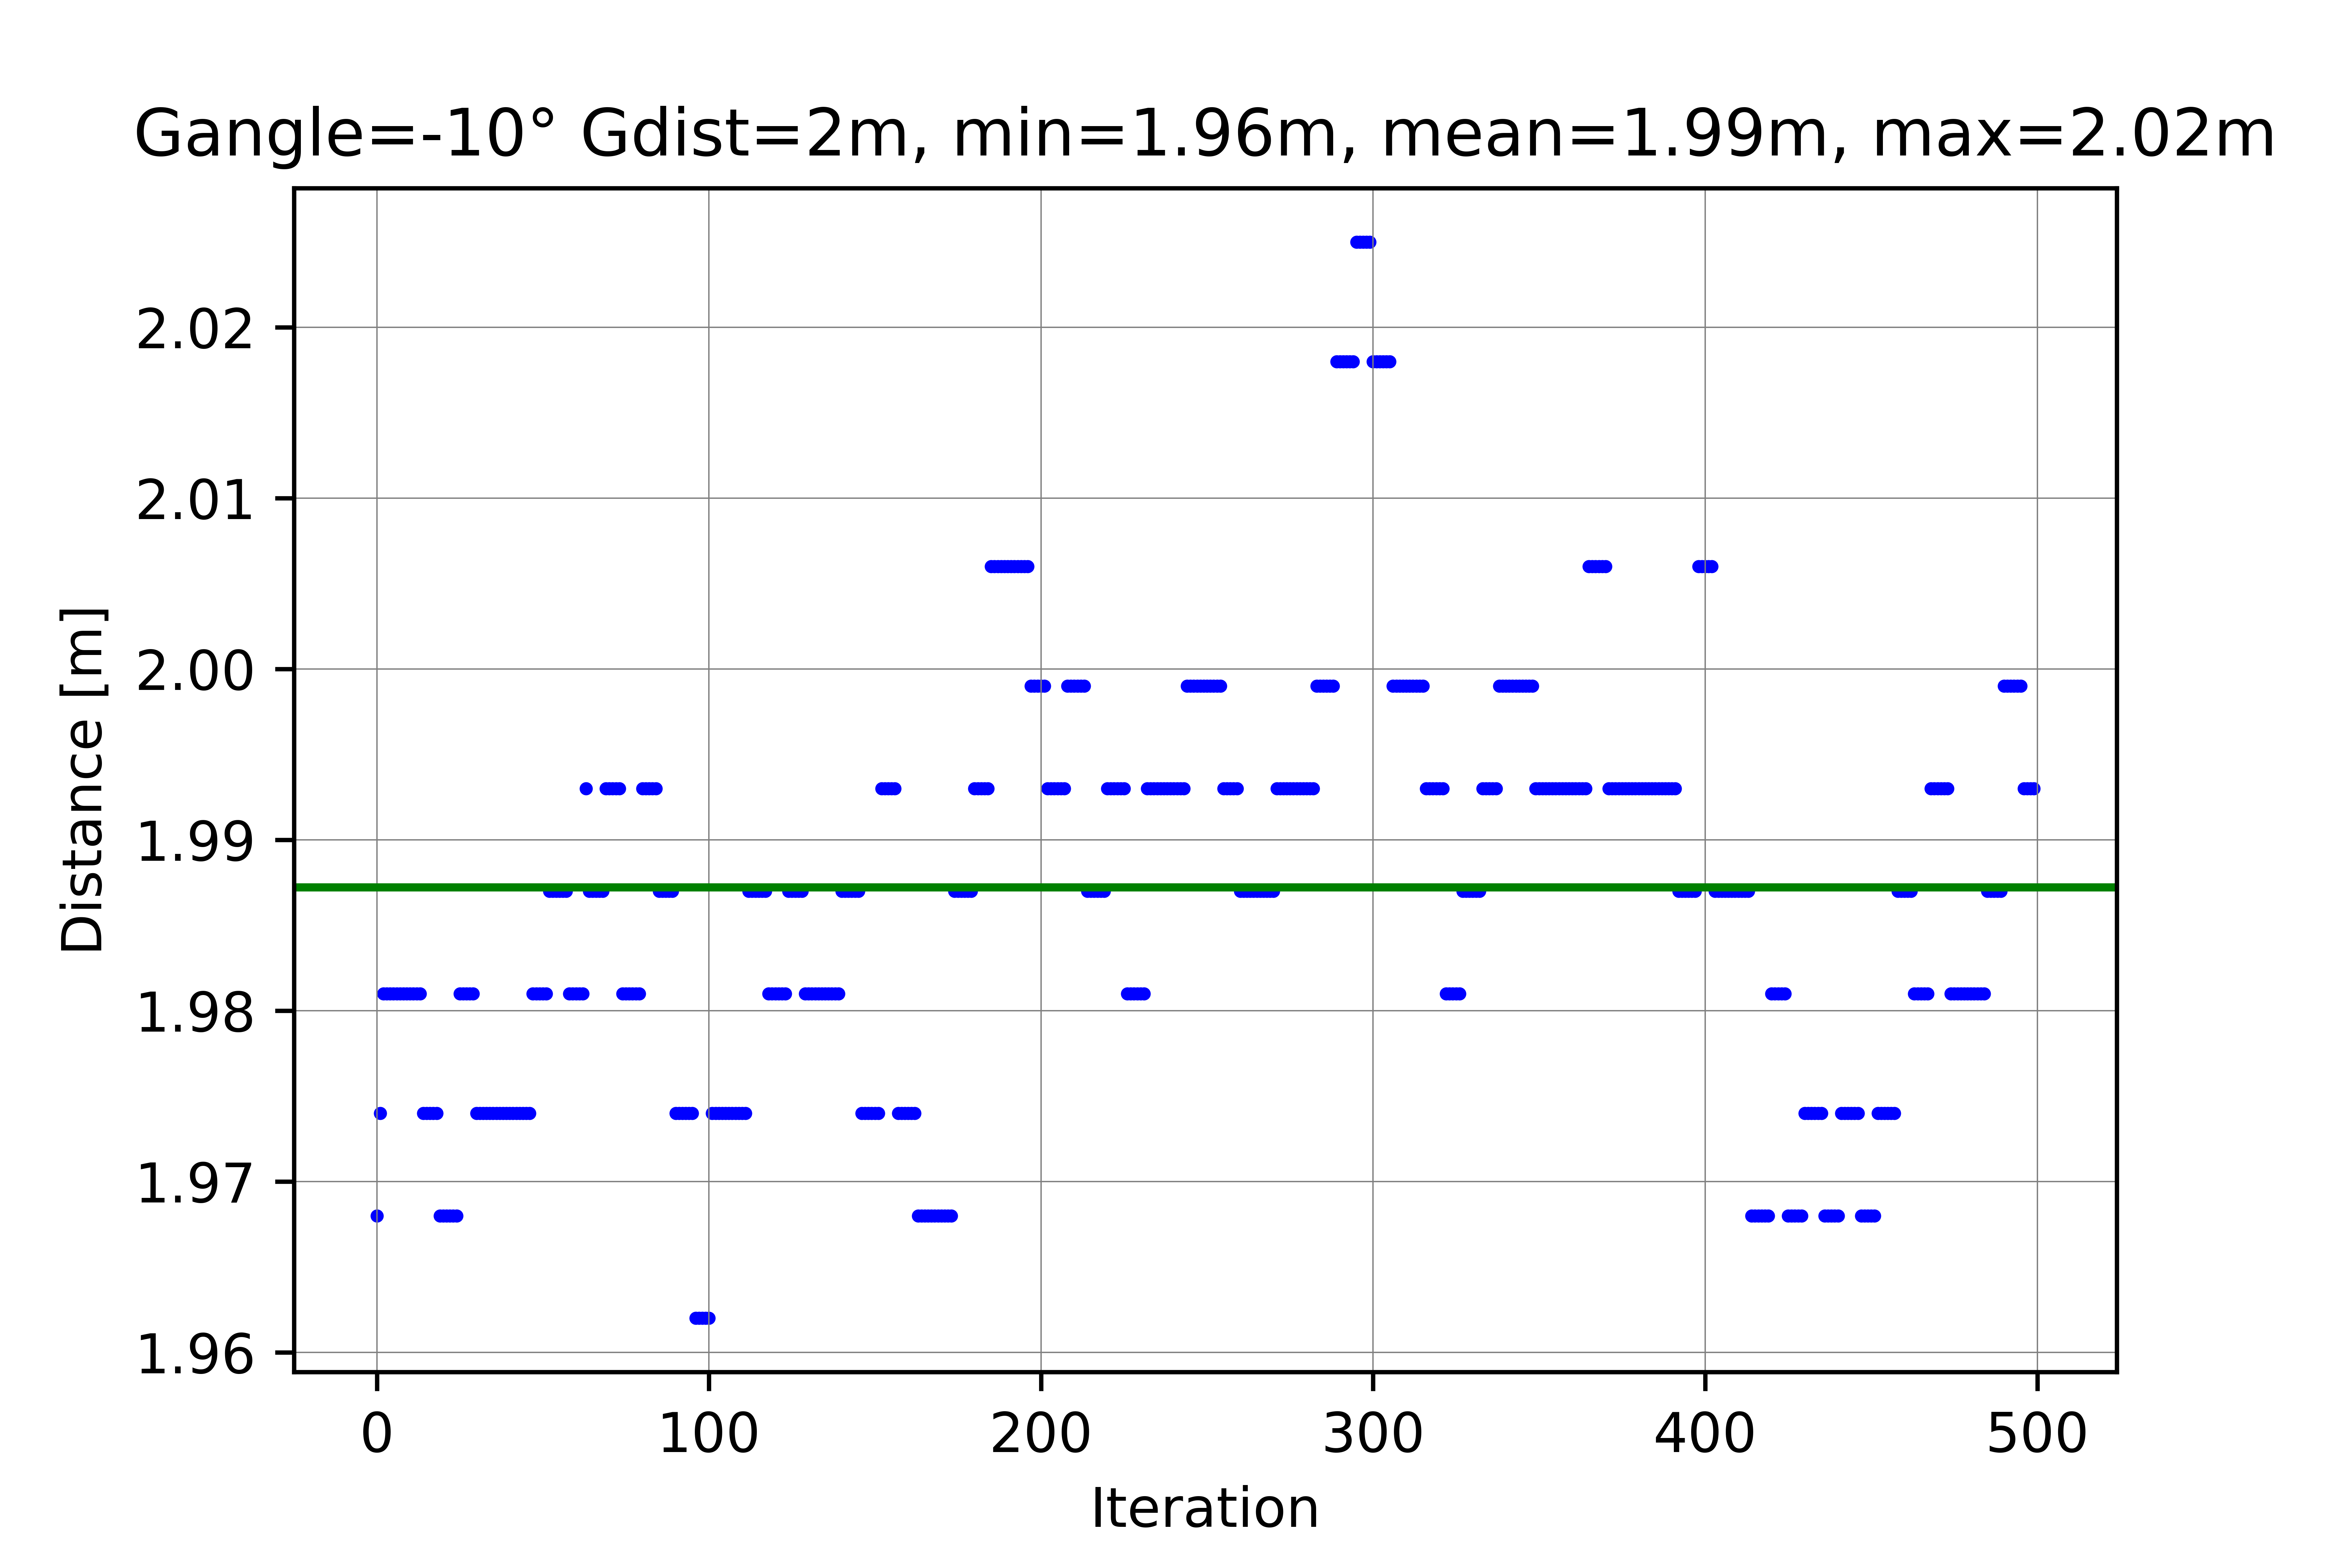 Gangle=-10° Gdist=2m, min=1.96m, mean=1.99m, max=2.02m
Distance [m]
2.02
2.01
2.00
1.99
1.98
1.97
1.96
0 100 200 300 400 500
Iteration